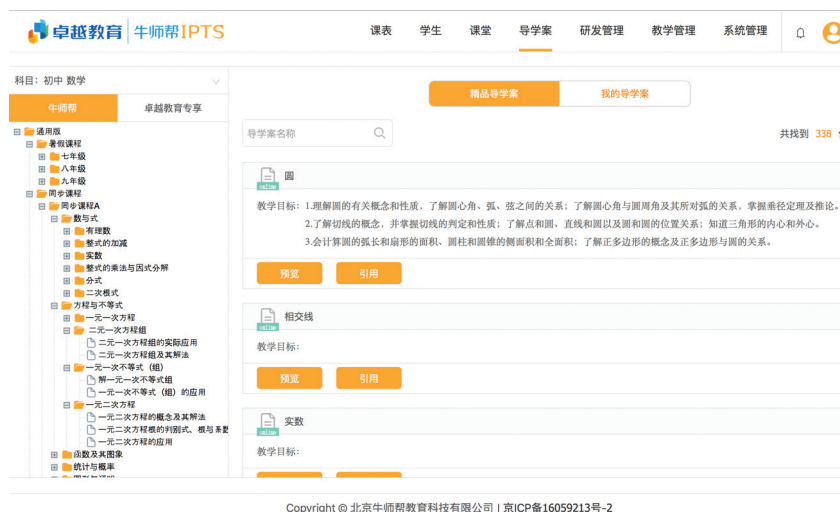 卓越教育 牛师帮IPTS
课表 学生 课堂 导学案 研发管理 教学管理 系统管理
科目：初中 数学
牛师帮 卓越教育专享
通用版
暑假课程
七年级
八年级
九年级
同步课程
同步课程A
数与式
有理数
整式的加减
实数
整式的乘法与因式分解
分式
二次根式
方程与不等式
一元一次方程
二元一次方程组
二元一次方程组的实际应用
二元一次方程组及其解法
一元一次不等式（组）
解一元一次不等式组
一元一次不等式（组）的应用
一元二次方程
一元二次方程的概念及其解法
一元二次方程根的判别式、根与系数
一元二次方程的应用
函数及其图象
统计与概率
精品导学案 我的导学案
导学案名称
共找到 338
online 圆
教学目标：1.理解圆的有关概念和性质，了解圆心角、弧、弦之间的关系；了解圆心角与圆周角及其所对弧的关系，掌握垂径定理及推论。
2.了解切线的概念，并掌握切线的判定和性质；了解点和圆、直线和圆以及圆和圆的位置关系；知道三角形的内心和外心。
3.会计算圆的弧长和扇形的面积、圆柱和圆锥的侧面积和全面积；了解正多边形的概念及正多边形与圆的关系。
预览 引用
online 相交线
教学目标：
预览 引用
online 实数
教学目标：
Copyright © 北京牛师帮教育科技有限公司 | 京ICP备16059213号-2